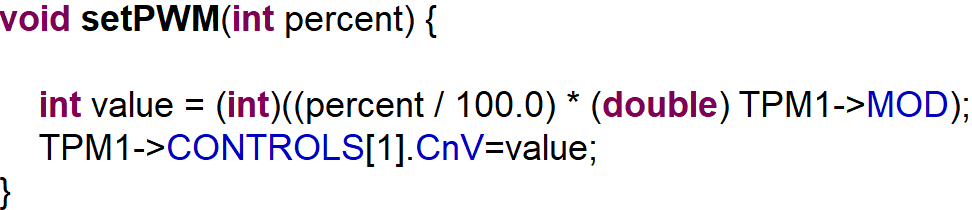 void setPWM(int percent) {
int value = (int)((percent / 100.0) * (double) TPM1->MOD);
TPM1->CONTROLS[1].CnV=value;
}